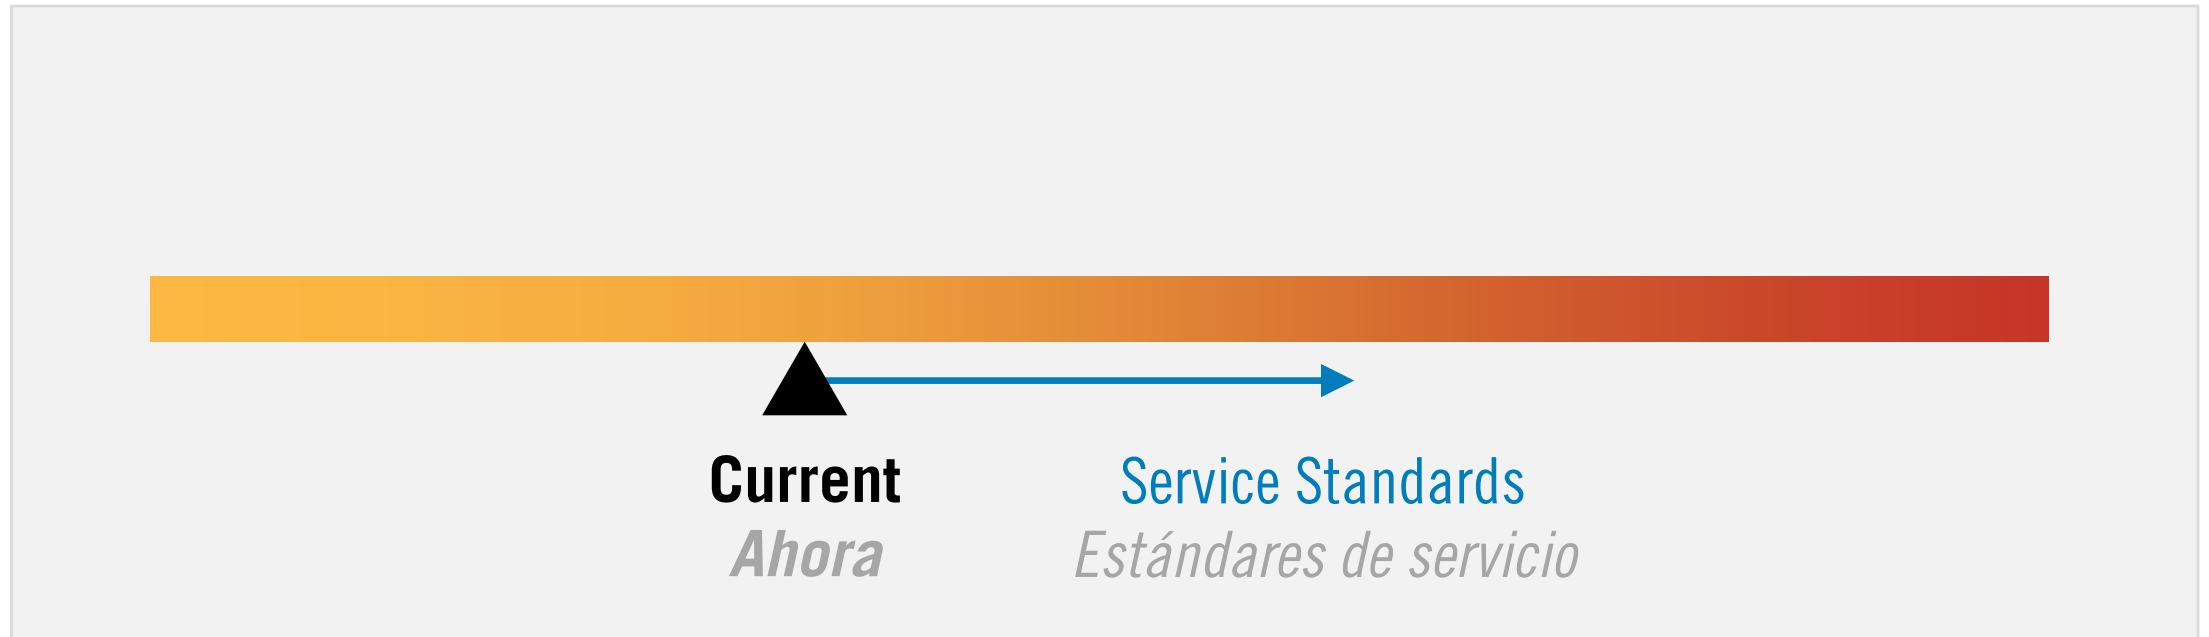 Current
Ahora
Service Standards
Estándares de servicio